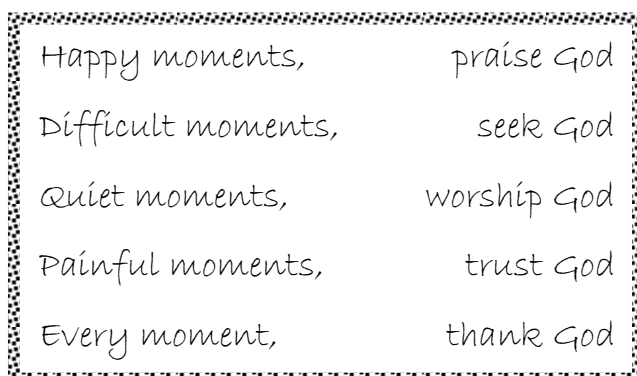 Happy moments, praise God
Difficult moments, seek God
Quiet moments, worship God
Painful moments, trust God
Every moment, thank God